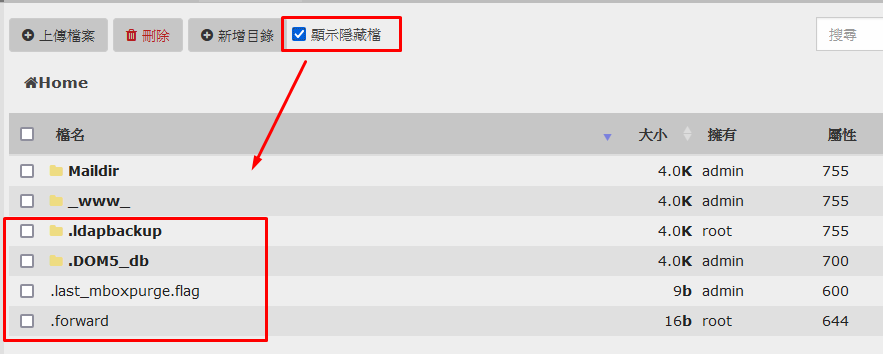 上傳檔案 刪除 新增目錄 顯示隱藏檔 搜尋
Home
檔名 大小 擁有 屬性
Maildir 4.0K admin 755
_www_ 4.0K admin 755
.ldapbackup 4.0K root 755
.DOM5_db 4.0K admin 700
.last_mboxpurge.flag 9b admin 600
.forward 16b root 644